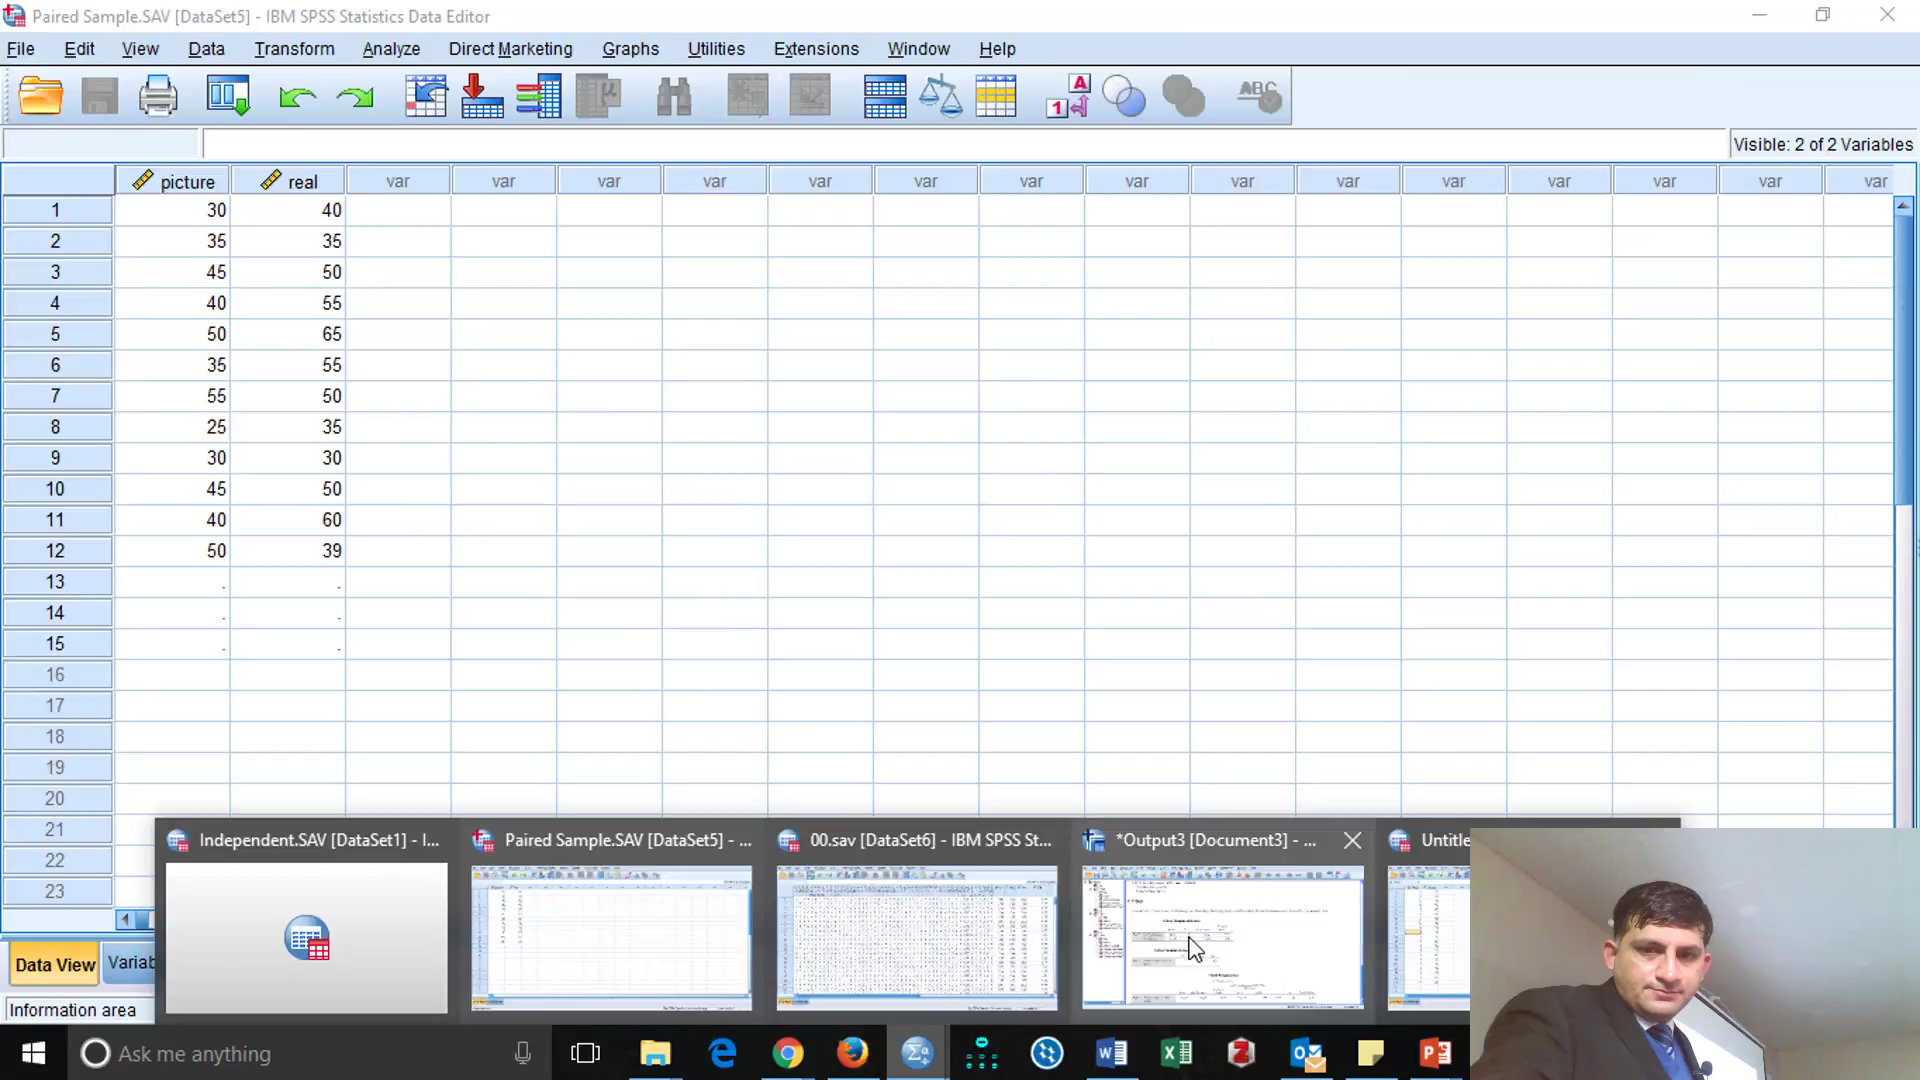 Paired Sample.SAV [DataSet5] - IBM SPSS Statistics Data Editor
File Edit View Data Transform Analyze Direct Marketing Graphs Utilities Extensions Window Help
A
1
ABC
Visible: 2 of 2 Variables
picture real var var var var var var var var var var var var var var var
1 30 40
2 35 35
3 45 50
4 40 55
5 50 65
6 35 55
7 55 50
8 25 35
9 30 30
10 45 50
11 40 60
12 50 39
13 . .
14 . .
15 . .
16
17
18
19
20
21
22
23
Independent.SAV [DataSet1] - I... Paired Sample.SAV [DataSet5] - ... 00.sav [DataSet6] - IBM SPSS St... *Output3 [Document3] - ... Untitle
Data View Variab
Information area
Ask me anything